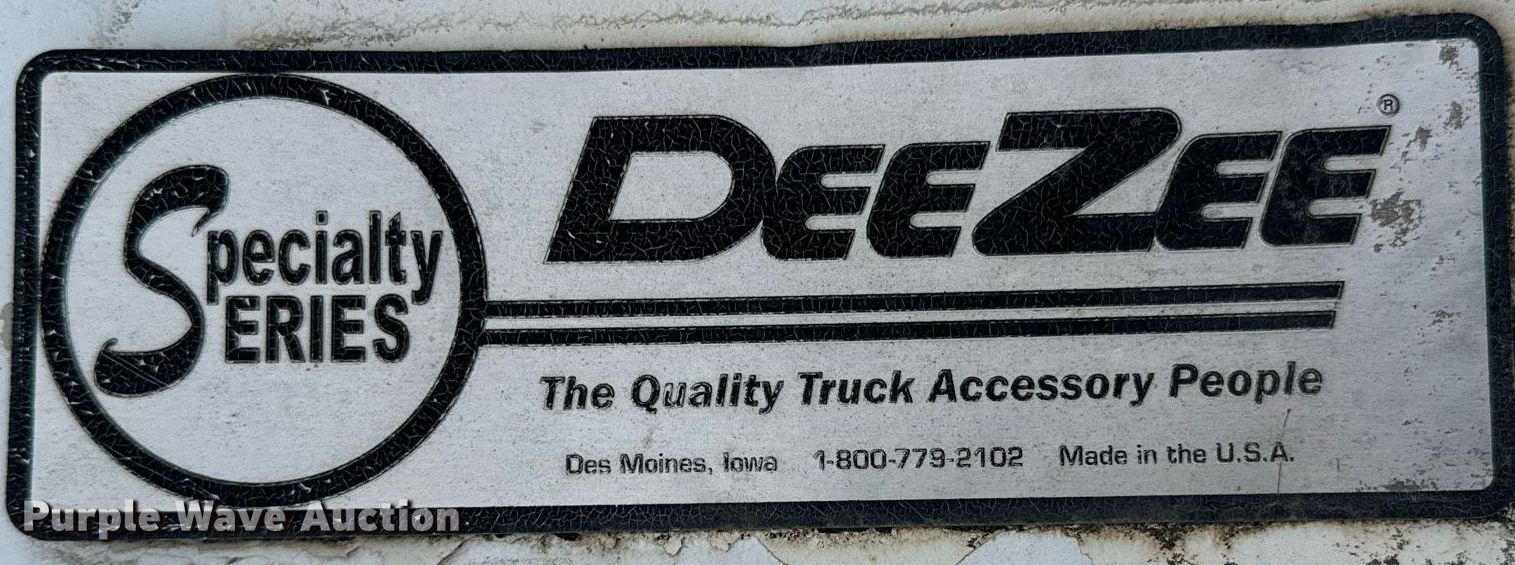 Specialty
SERIES
DEEZEE®
The Quality Truck Accessory People
Des Moines, Iowa 1-800-779-2102 Made in the U.S.A.
Purple Wave Auction